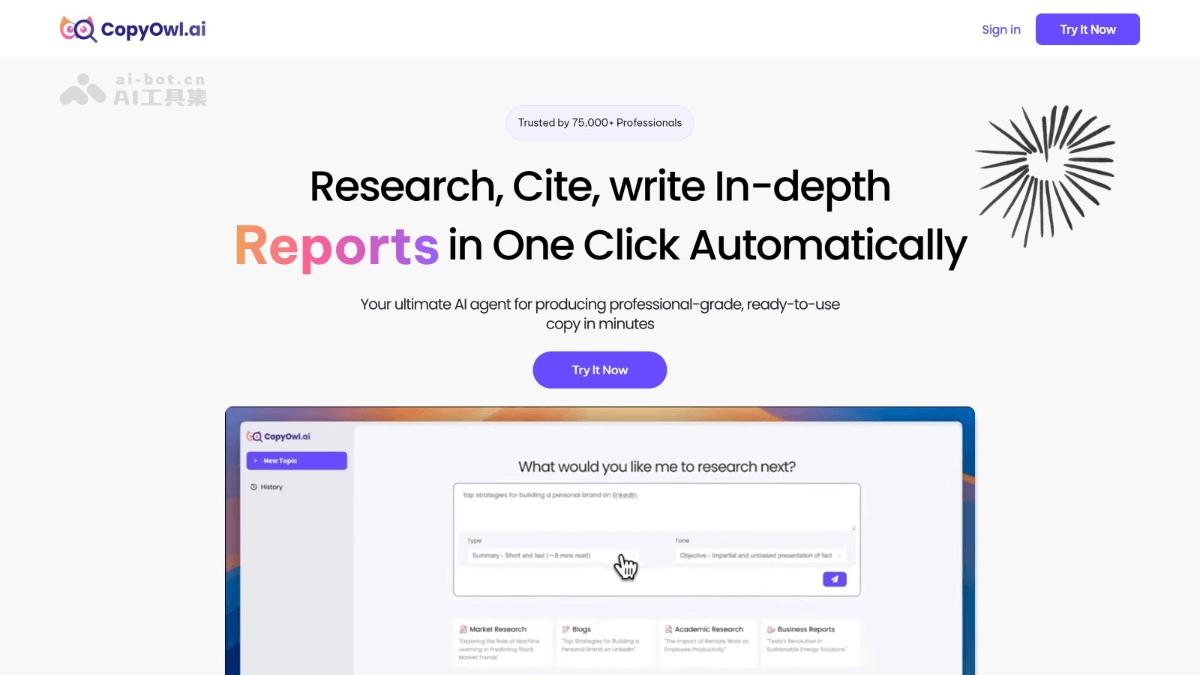 CopyOwl.ai
Sign in
Try It Now
ai-bot.cn
AI工具集
Trusted by 75,000+ Professionals
Research, Cite, write In-depth
Reports in One Click Automatically
Your ultimate AI agent for producing professional-grade, ready-to-use
copy in minutes
Try It Now
CopyOwl.ai
+ New Topic
History
What would you like me to research next?
top strategies for building a personal brand on linkedin
Type
Tone
Summary - Short and fast (~8 mins read)
Objective - Impartial and unbiased presentation of fact
Market Research
"Exploring the Role of Machine
Learning in Predicting Stock
Market Trends"
Blogs
"Top Strategies for Building a
Personal Brand on LinkedIn"
Academic Research
"The Impact of Remote Work on
Employee Productivity"
Business Reports
"Tesla's Revolution in
Sustainable Energy Solutions"